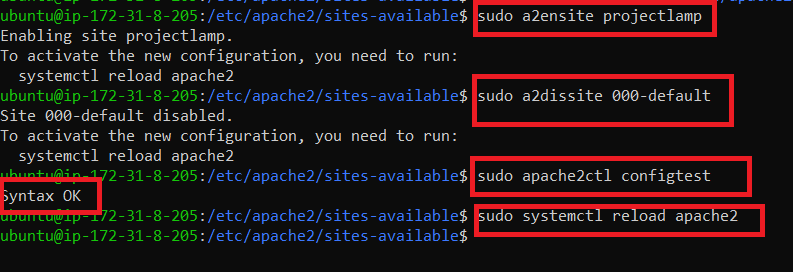 ubuntu@ip-172-31-8-205:/etc/apache2/sites-available$ sudo a2ensite projectlamp
Enabling site projectlamp.
To activate the new configuration, you need to run:
  systemctl reload apache2
ubuntu@ip-172-31-8-205:/etc/apache2/sites-available$ sudo a2dissite 000-default
Site 000-default disabled.
To activate the new configuration, you need to run:
  systemctl reload apache2
ubuntu@ip-172-31-8-205:/etc/apache2/sites-available$ sudo apache2ctl configtest
Syntax OK
ubuntu@ip-172-31-8-205:/etc/apache2/sites-available$ sudo systemctl reload apache2
ubuntu@ip-172-31-8-205:/etc/apache2/sites-available$